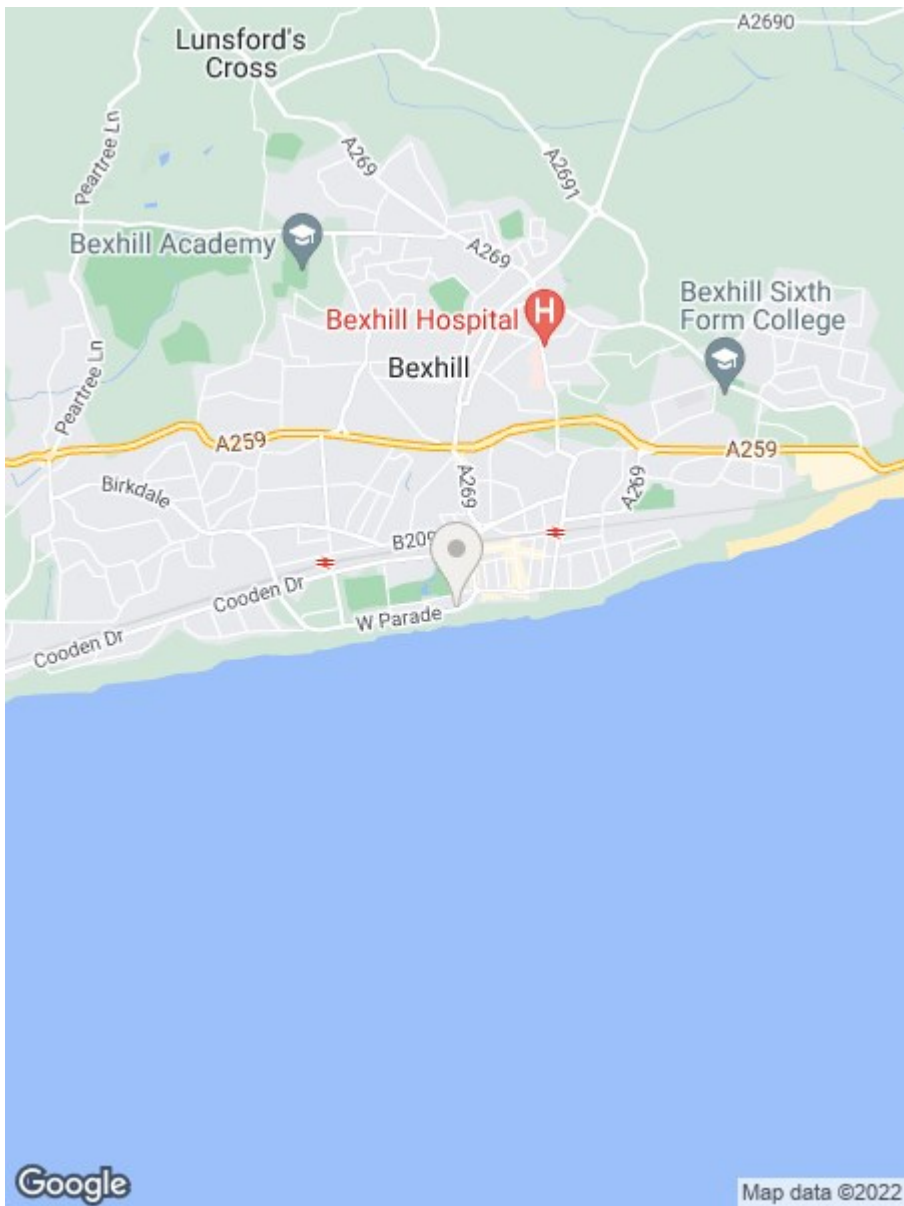 A2690
Lunsford's
Cross
Peartree Ln
A269
A2691
Bexhill Academy
A269
Bexhill Sixth
Form College
Bexhill Hospital
H
Bexhill
Peartree Ln
A259
A259
Birkdale
A269
A269
B209
Cooden Dr
W Parade
Cooden Dr
Google
Map data ©2022